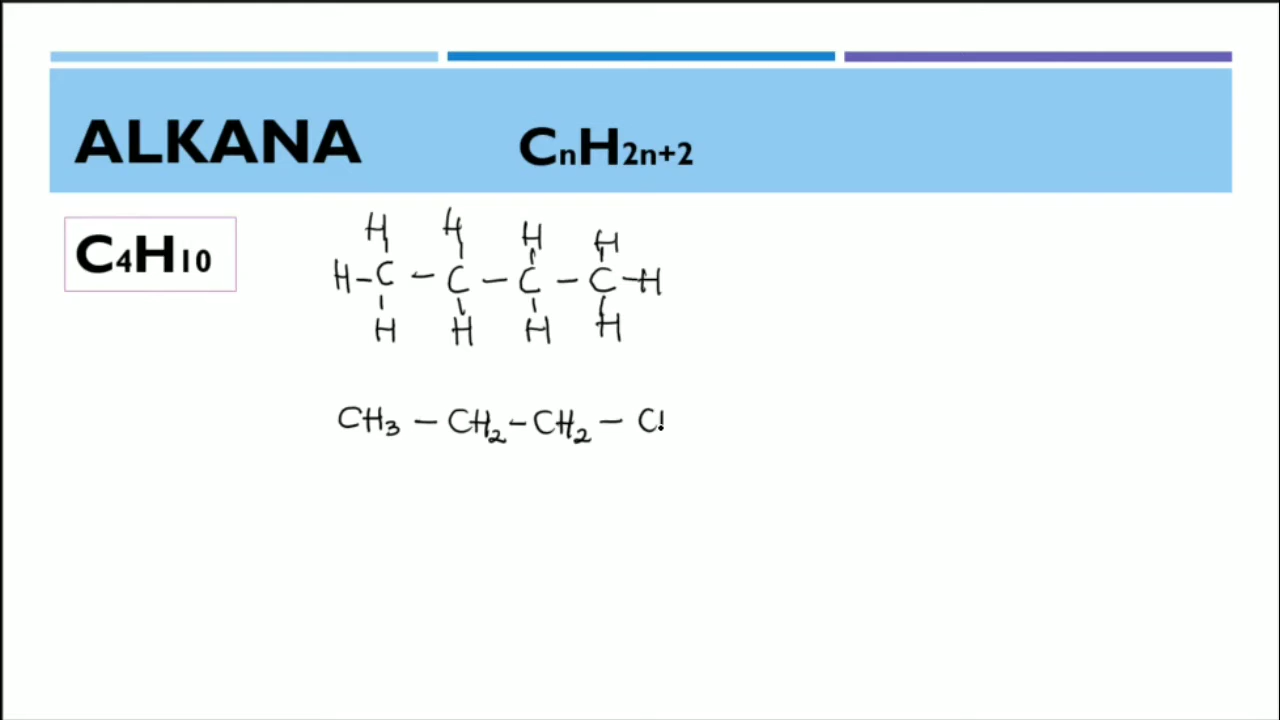 ALKANA CnH2n+2
C4H10
H H H H
H-C - C - C - C-H
H H H H
CH3 - CH2 - CH2 - C